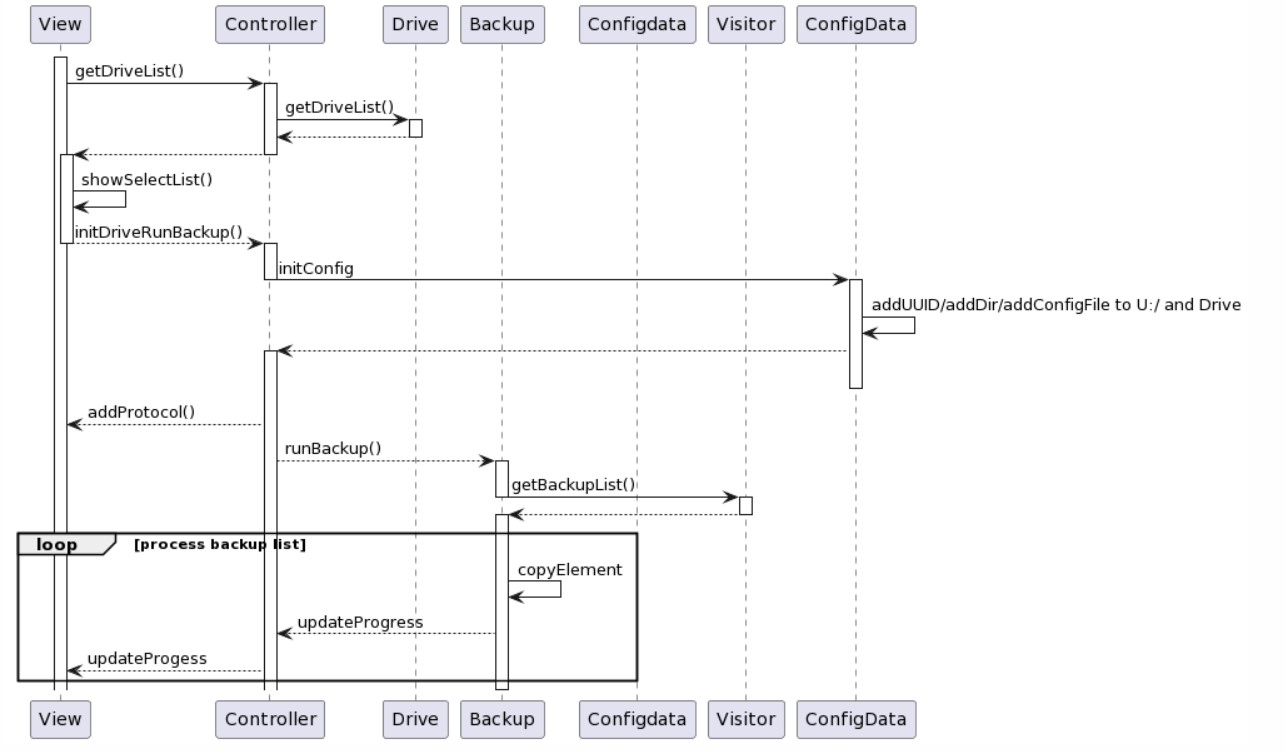 View Controller Drive Backup Configdata Visitor ConfigData
getDriveList()
getDriveList()
showSelectList()
initDriveRunBackup()
initConfig
addUUID/addDir/addConfigFile to U:/ and Drive
addProtocol()
runBackup()
getBackupList()
loop [process backup list]
copyElement
updateProgress
updateProgess
View Controller Drive Backup Configdata Visitor ConfigData